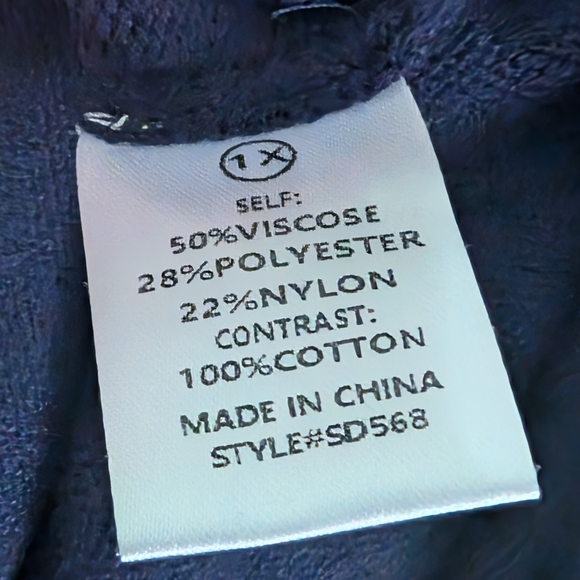 1X
SELF:
50%VISCOSE
28%POLYESTER
22%NYLON
CONTRAST:
100%COTTON
MADE IN CHINA
STYLE#SD568